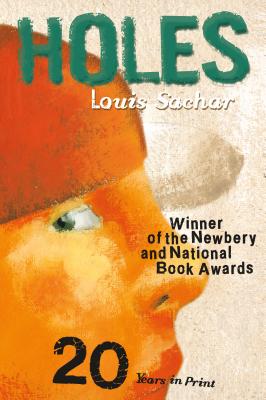 HOLES
Louis Sachar
Winner
of the Newbery
and National
Book Awards
20 Years in Print